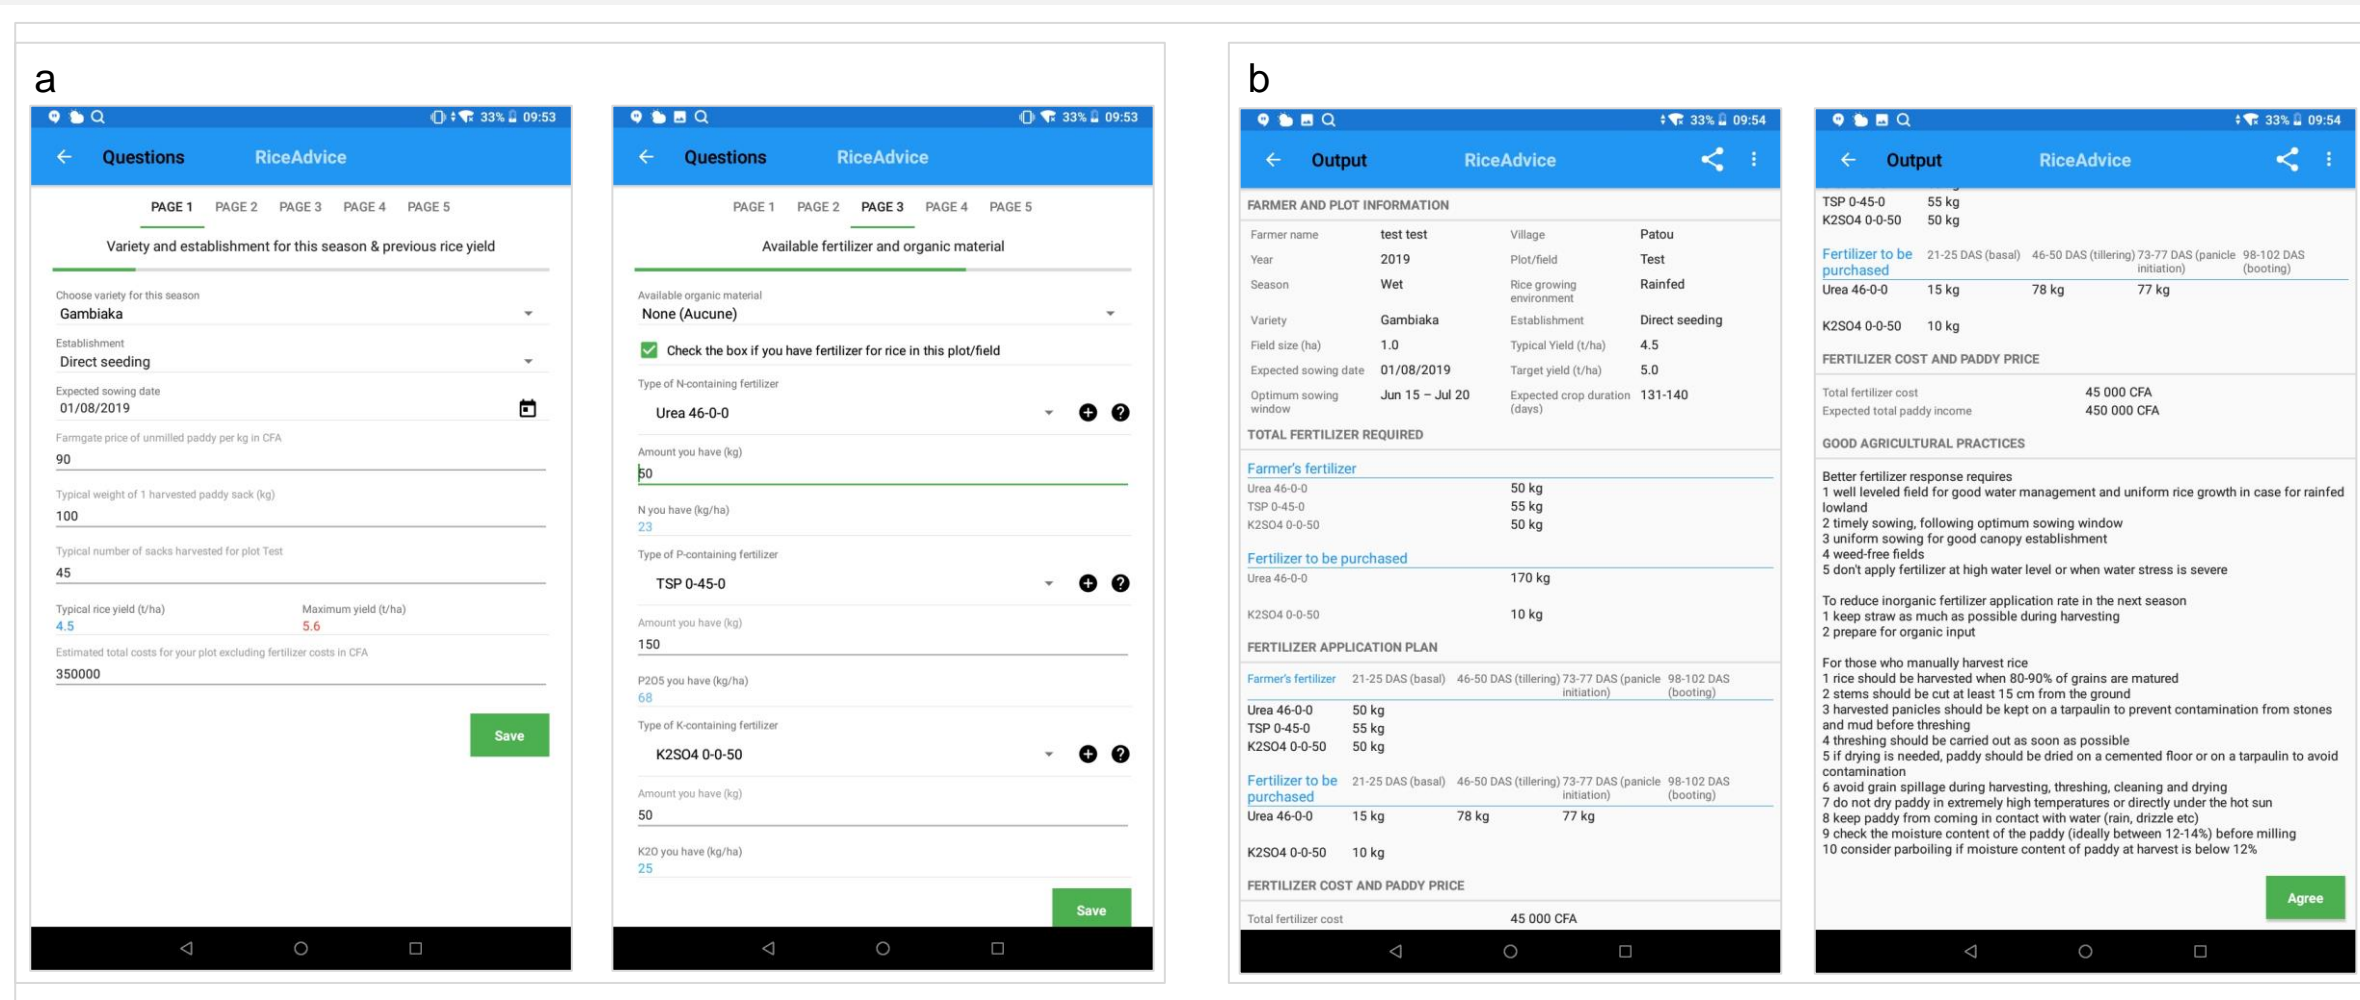 a
33% 09:53
Questions RiceAdvice
PAGE 1 PAGE 2 PAGE 3 PAGE 4 PAGE 5
Variety and establishment for this season & previous rice yield
Choose variety for this season
Gambiaka
Establishment
Direct seeding
Expected sowing date
01/08/2019
Farmgate price of unmilled paddy per kg in CFA
90
Typical weight of 1 harvested paddy sack (kg)
100
Typical number of sacks harvested for plot Test
45
Typical rice yield (t/ha) Maximum yield (t/ha)
4.5 5.6
Estimated total costs for your plot excluding fertilizer costs in CFA
350000
Save
33% 09:53
Questions RiceAdvice
PAGE 1 PAGE 2 PAGE 3 PAGE 4 PAGE 5
Available fertilizer and organic material
Available organic material
None (Aucune)
Check the box if you have fertilizer for rice in this plot/field
Type of N-containing fertilizer
Urea 46-0-0
Amount you have (kg)
50
N you have (kg/ha)
23
Type of P-containing fertilizer
TSP 0-45-0
Amount you have (kg)
150
P2O5 you have (kg/ha)
68
Type of K-containing fertilizer
K2SO4 0-0-50
Amount you have (kg)
50
K2O you have (kg/ha)
25
Save
b
33% 09:54
Output RiceAdvice
FARMER AND PLOT INFORMATION
Farmer name test test Village Patou
Year 2019 Plot/field Test
Season Wet Rice growing Rainfed
environment
Variety Gambiaka Establishment Direct seeding
Field size (ha) 1.0 Typical Yield (t/ha) 4.5
Expected sowing date 01/08/2019 Target yield (t/ha) 5.0
Optimum sowing Jun 15 – Jul 20 Expected crop duration 131-140
window (days)
TOTAL FERTILIZER REQUIRED
Farmer's fertilizer
Urea 46-0-0 50 kg
TSP 0-45-0 55 kg
K2SO4 0-0-50 50 kg
Fertilizer to be purchased
Urea 46-0-0 170 kg
K2SO4 0-0-50 10 kg
FERTILIZER APPLICATION PLAN
Farmer's fertilizer 21-25 DAS (basal) 46-50 DAS (tillering) 73-77 DAS (panicle 98-102 DAS
initiation) (booting)
Urea 46-0-0 50 kg
TSP 0-45-0 55 kg
K2SO4 0-0-50 50 kg
Fertilizer to be 21-25 DAS (basal) 46-50 DAS (tillering) 73-77 DAS (panicle 98-102 DAS
purchased initiation) (booting)
Urea 46-0-0 15 kg 78 kg 77 kg
K2SO4 0-0-50 10 kg
FERTILIZER COST AND PADDY PRICE
Total fertilizer cost 45 000 CFA
33% 09:54
Output RiceAdvice
TSP 0-45-0 55 kg
K2SO4 0-0-50 50 kg
Fertilizer to be 21-25 DAS (basal) 46-50 DAS (tillering) 73-77 DAS (panicle 98-102 DAS
purchased initiation) (booting)
Urea 46-0-0 15 kg 78 kg 77 kg
K2SO4 0-0-50 10 kg
FERTILIZER COST AND PADDY PRICE
Total fertilizer cost 45 000 CFA
Expected total paddy income 450 000 CFA
GOOD AGRICULTURAL PRACTICES
Better fertilizer response requires
1 well leveled field for good water management and uniform rice growth in case for rainfed
lowland
2 timely sowing, following optimum sowing window
3 uniform sowing for good canopy establishment
4 weed-free fields
5 don't apply fertilizer at high water level or when water stress is severe
To reduce inorganic fertilizer application rate in the next season
1 keep straw as much as possible during harvesting
2 prepare for organic input
For those who manually harvest rice
1 rice should be harvested when 80-90% of grains are matured
2 stems should be cut at least 15 cm from the ground
3 harvested panicles should be kept on a tarpaulin to prevent contamination from stones
and mud before threshing
4 threshing should be carried out as soon as possible
5 if drying is needed, paddy should be dried on a cemented floor or on a tarpaulin to avoid
contamination
6 avoid grain spillage during harvesting, threshing, cleaning and drying
7 do not dry paddy in extremely high temperatures or directly under the hot sun
8 keep paddy from coming in contact with water (rain, drizzle etc)
9 check the moisture content of the paddy (ideally between 12-14%) before milling
10 consider parboiling if moisture content of paddy at harvest is below 12%
Agree